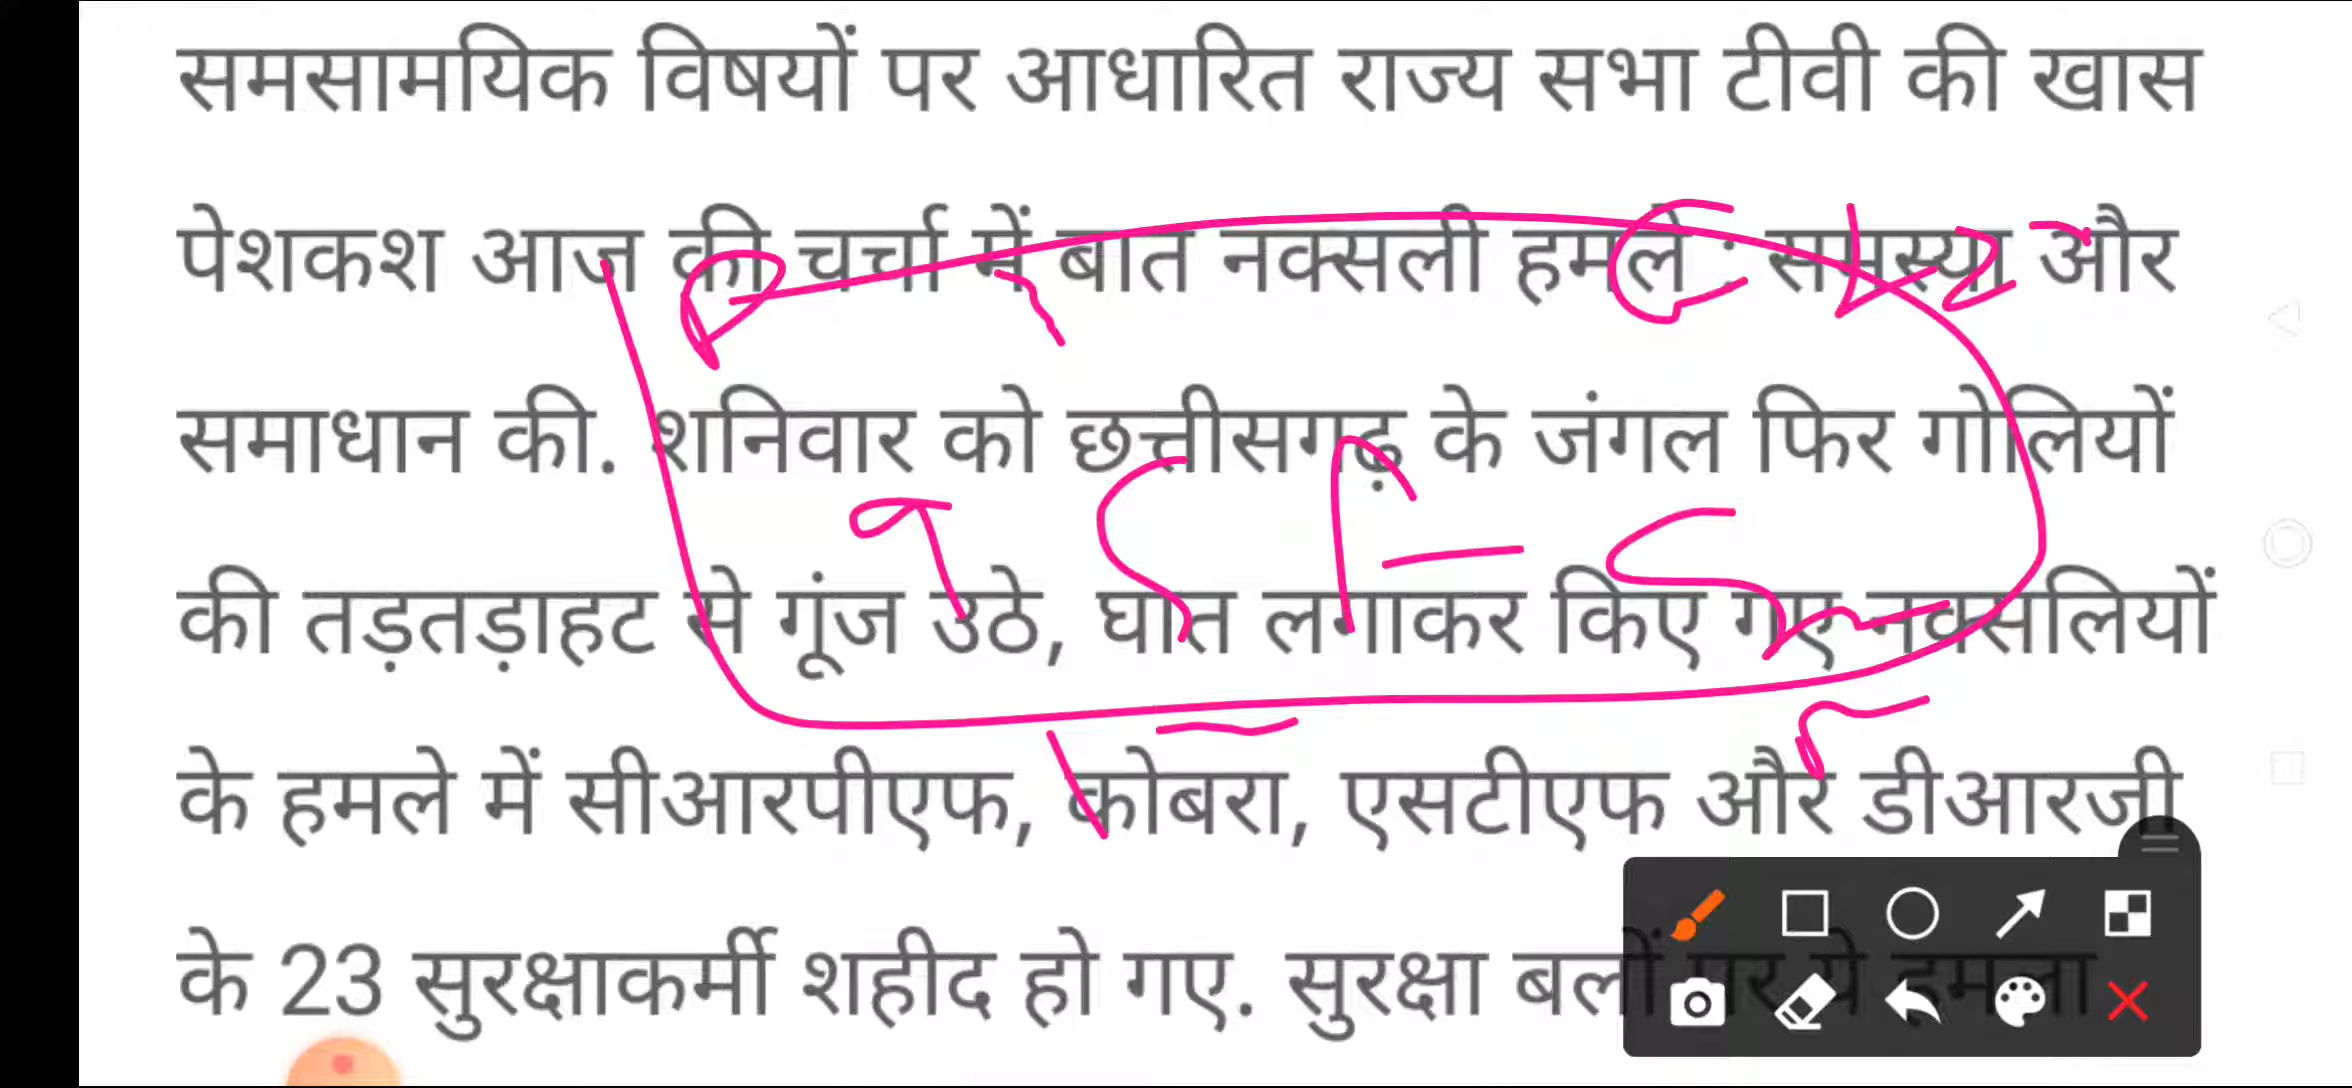 समसामयिक विषयों पर आधारित राज्य सभा टीवी की खास
पेशकश आज की चर्चा में बात नक्सली हमले : समस्या और
समाधान की. शनिवार को छत्तीसगढ़ के जंगल फिर गोलियों
की तड़तड़ाहट से गूंज उठे, घात लगाकर किए गए नक्सलियों
के हमले में सीआरपीएफ, कोबरा, एसटीएफ और डीआरजी
के 23 सुरक्षाकर्मी शहीद हो गए. सुरक्षा बलों पर ये हमला